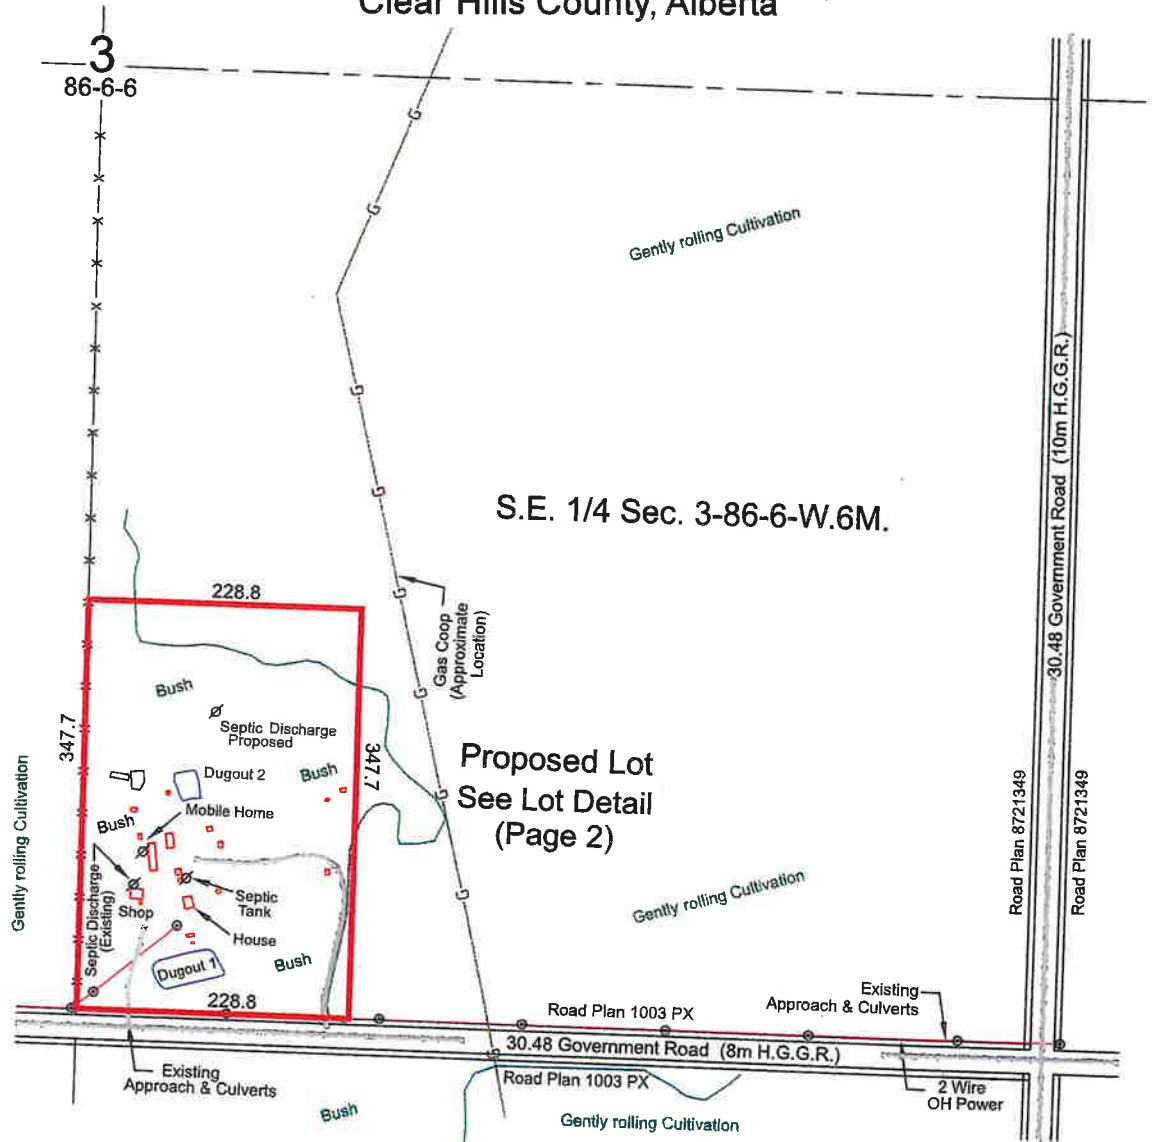 Clear Hills County, Alberta
3
86-6-6
G
G
Gently rolling Cultivation
30.48 Government Road (10m H.G.G.R.)
G
G
S.E. 1/4 Sec. 3-86-6-W.6M.
G
Gas Coop
(Approximate
Location)
228.8
G
Bush
Septic Discharge
Proposed
347.7
347.7
Gently rolling Cultivation
Dugout 2
Bush
Mobile Home
Bush
Proposed Lot
See Lot Detail
(Page 2)
G
Road Plan 8721349
Road Plan 8721349
Septic Discharge
(Existing)
Shop
Septic
Tank
House
G
Gently rolling Cultivation
Dugout 1
Bush
228.8
Road Plan 1003 PX
Existing
Approach & Culverts
30.48 Government Road (8m H.G.G.R.)
G
Existing
Approach & Culverts
Road Plan 1003 PX
2 Wire
OH Power
Bush
Gently rolling Cultivation